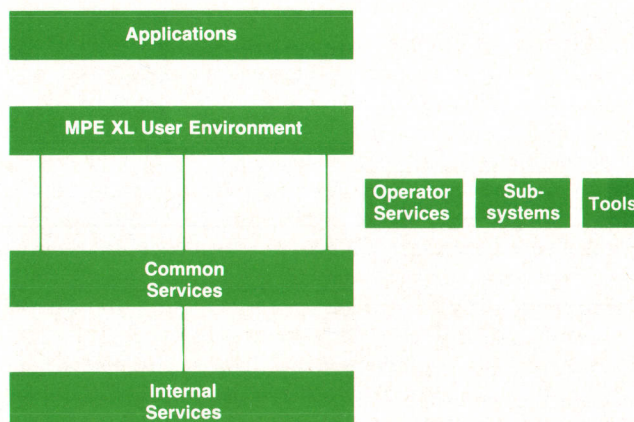 Applications
MPE XL User Environment
Operator
Services
Sub-
systems
Tools
Common
Services
Internal
Services